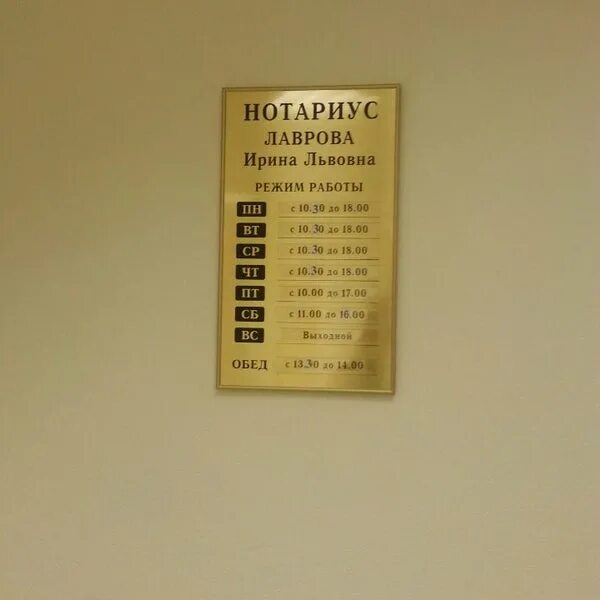 НОТАРИУС
ЛАВРОВА
Ирина Львовна
РЕЖИМ РАБОТЫ
ПН с 10.30 до 18.00
ВТ с 10.30 до 18.00
СР с 10.30 до 18.00
ЧТ с 10.30 до 18.00
ПТ с 10.00 до 17.00
СБ с 11.00 до 16.00
ВС Выходной
ОБЕД с 13.30 до 14.00